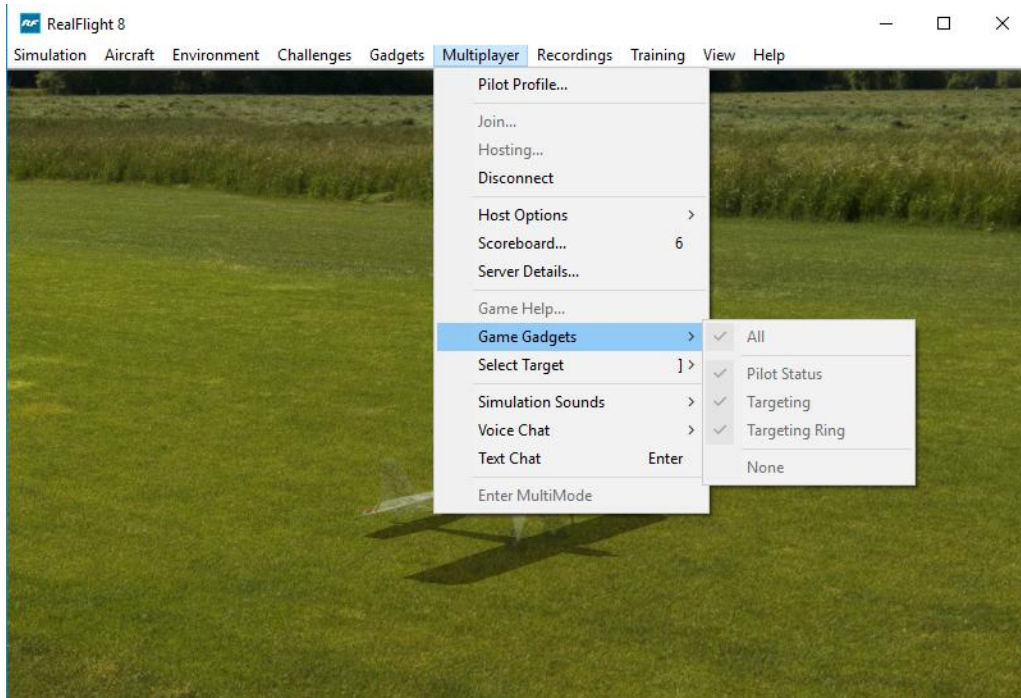 RF RealFlight 8
Simulation Aircraft Environment Challenges Gadgets Multiplayer Recordings Training View Help
Pilot Profile...
Join...
Hosting...
Disconnect
Host Options
Scoreboard... 6
Server Details...
Game Help...
Game Gadgets
All
Select Target ]
Pilot Status
Simulation Sounds
Targeting
Voice Chat
Targeting Ring
Text Chat Enter
None
Enter MultiMode